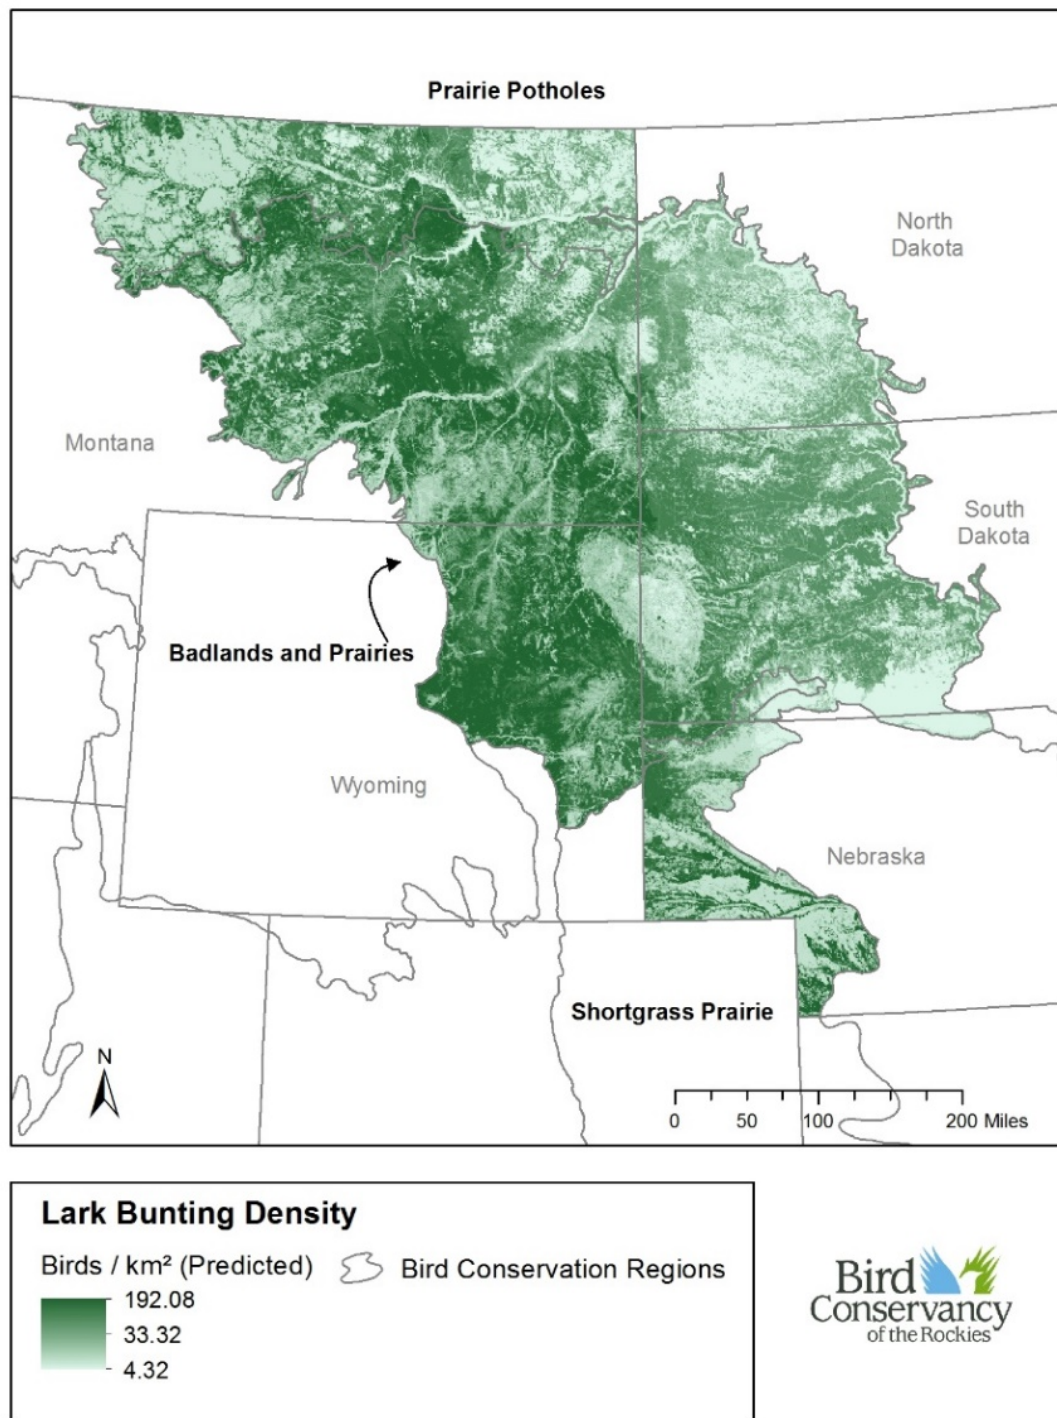 Prairie Potholes
North
Dakota
Montana
South
Dakota
Badlands and Prairies
Wyoming
Nebraska
Shortgrass Prairie
N
0 50 100 200 Miles
Lark Bunting Density
Birds / km² (Predicted)
Bird Conservation Regions
192.08
33.32
4.32
Bird
Conservancy
of the Rockies